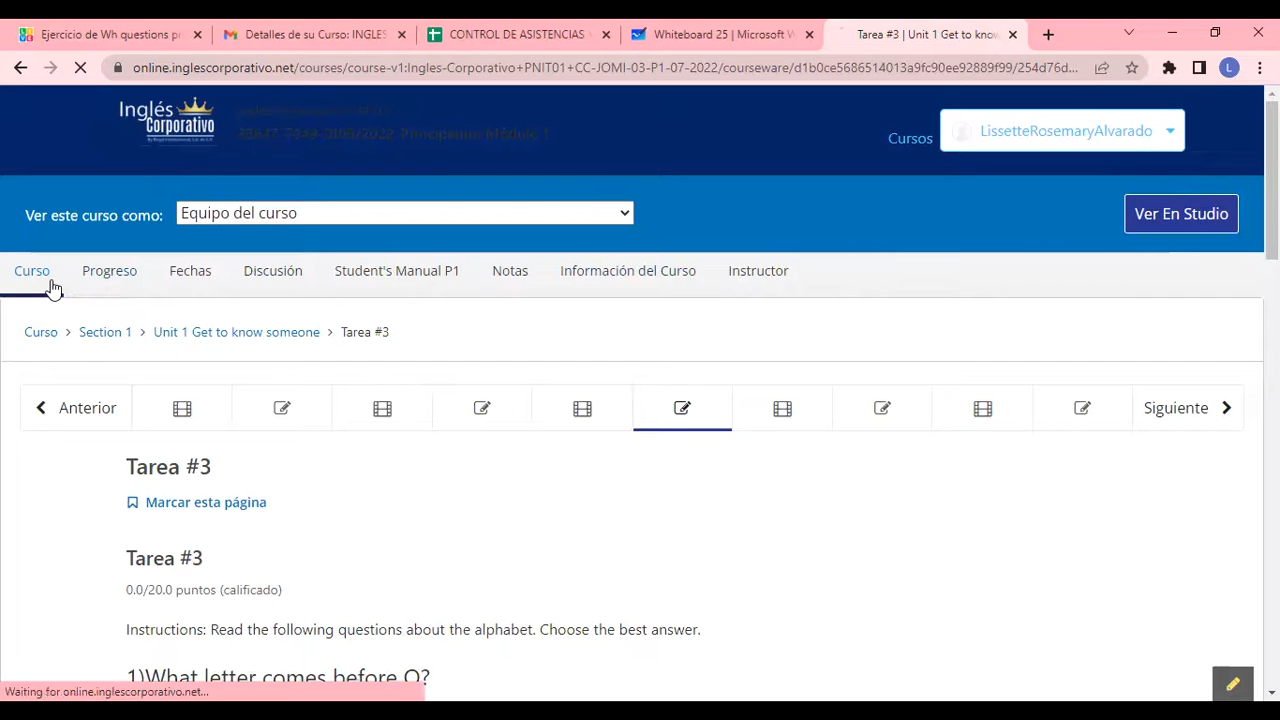 Ejercicio de Wh questions pr
Detalles de su Curso: INGLES
CONTROL DE ASISTENCIAS
Whiteboard 25 | Microsoft W
Tarea #3 | Unit 1 Get to know
online.inglescorporativo.net/courses/course-v1:Ingles-Corporativo+PNIT01+CC-JOMI-03-P1-07-2022/courseware/d1b0ce5686514013a9fc90ee92889f99/254d76d...
L
Inglés
Corporativo
Principiante Módulo 1
Cursos
LissetteRosemaryAlvarado
Ver este curso como:
Equipo del curso
Ver En Studio
Curso
Progreso
Fechas
Discusión
Student's Manual P1
Notas
Información del Curso
Instructor
Curso > Section 1 > Unit 1 Get to know someone > Tarea #3
Anterior
Siguiente
Tarea #3
Marcar esta página
Tarea #3
0.0/20.0 puntos (calificado)
Instructions: Read the following questions about the alphabet. Choose the best answer.
1)What letter comes before O?
Waiting for online.inglescorporativo.net...